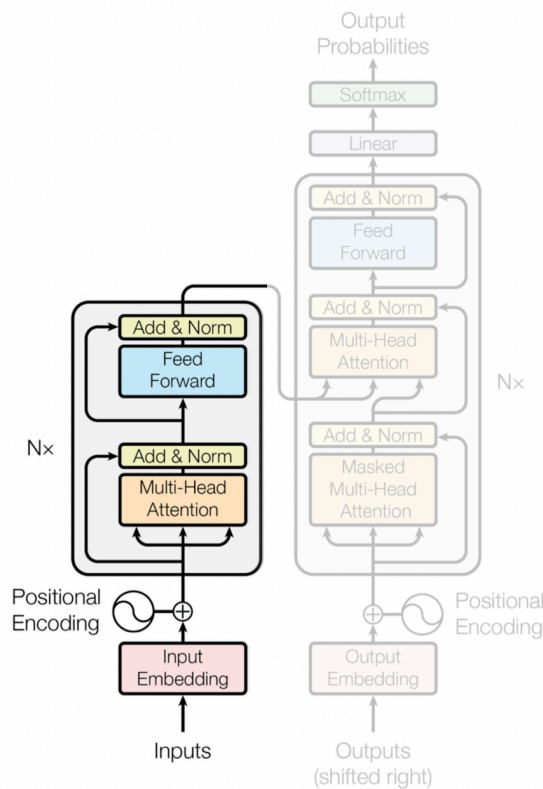 Output
Probabilities
Softmax
Linear
Add & Norm
Feed
Forward
Add & Norm
Multi-Head
Attention
Add & Norm
Masked
Multi-Head
Attention
Nx
Positional
Encoding
Output
Embedding
Outputs
(shifted right)
Add & Norm
Feed
Forward
Add & Norm
Multi-Head
Attention
Nx
Positional
Encoding
Input
Embedding
Inputs